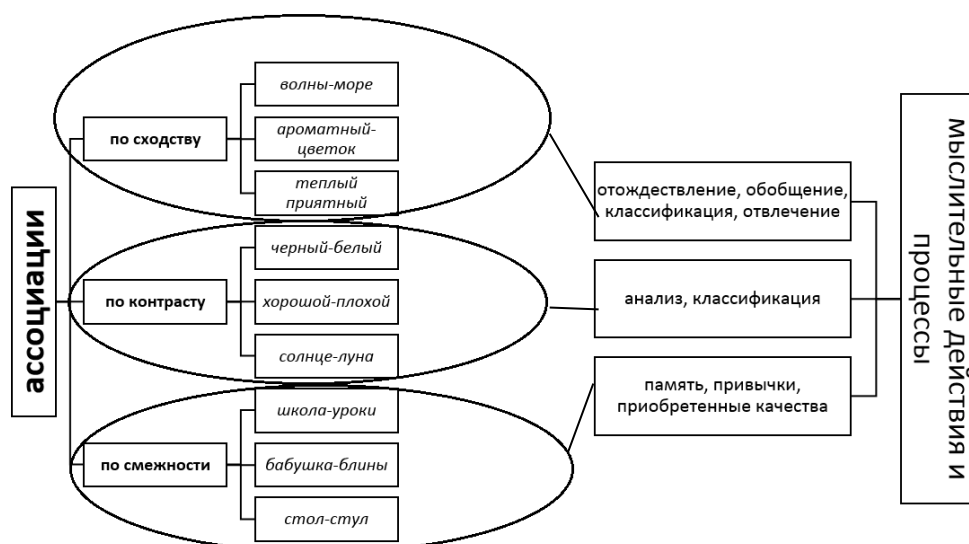 ассоциации
по сходству
волны-море
ароматный-
цветок
теплый
приятный
по контрасту
черный-белый
хорошой-плохой
солнце-луна
по смежности
школа-уроки
бабушка-блины
стол-стул
отождествление, обобщение,
классификация, отвлечение
анализ, классификация
память, привычки,
приобретенные качества
мыслительные действия и
процессы